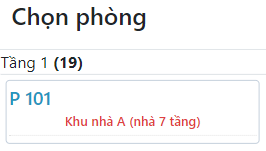 Chọn phòng
Tầng 1 (19)
P 101
Khu nhà A (nhà 7 tầng)